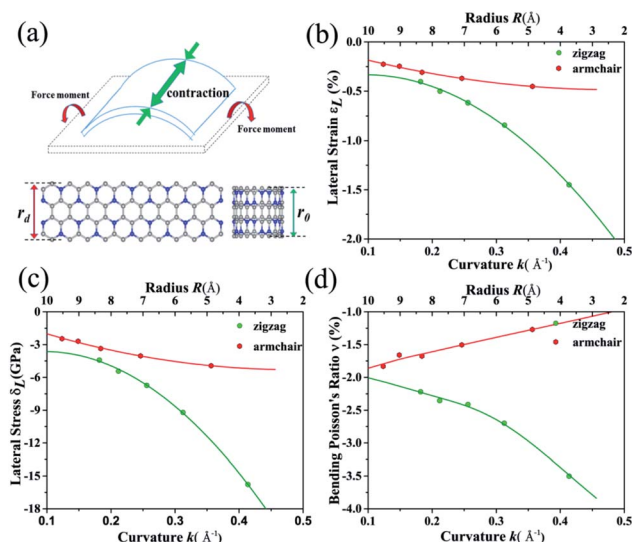 (a)
contraction
Force moment
Force moment
r_d
r_0
(b)
Radius R(Å)
10 9 8 7 6 5 4 3 2
zigzag
armchair
Lateral Strain ε_L (%)
0.0
-0.5
-1.0
-1.5
-2.0
0.1 0.2 0.3 0.4 0.5
Curvature k( Å⁻¹)
(c)
Radius R(Å)
10 9 8 7 6 5 4 3 2
zigzag
armchair
Lateral Stress δ_L(GPa)
0
-3
-6
-9
-12
-15
-18
0.1 0.2 0.3 0.4 0.5
Curvature k( Å⁻¹)
(d)
Radius R(Å)
10 9 8 7 6 5 4 3 2
zigzag
armchair
Bending Poisson's Ratio ν (%)
-1.0
-1.5
-2.0
-2.5
-3.0
-3.5
-4.0
0.1 0.2 0.3 0.4 0.5
Curvature k( Å⁻¹)